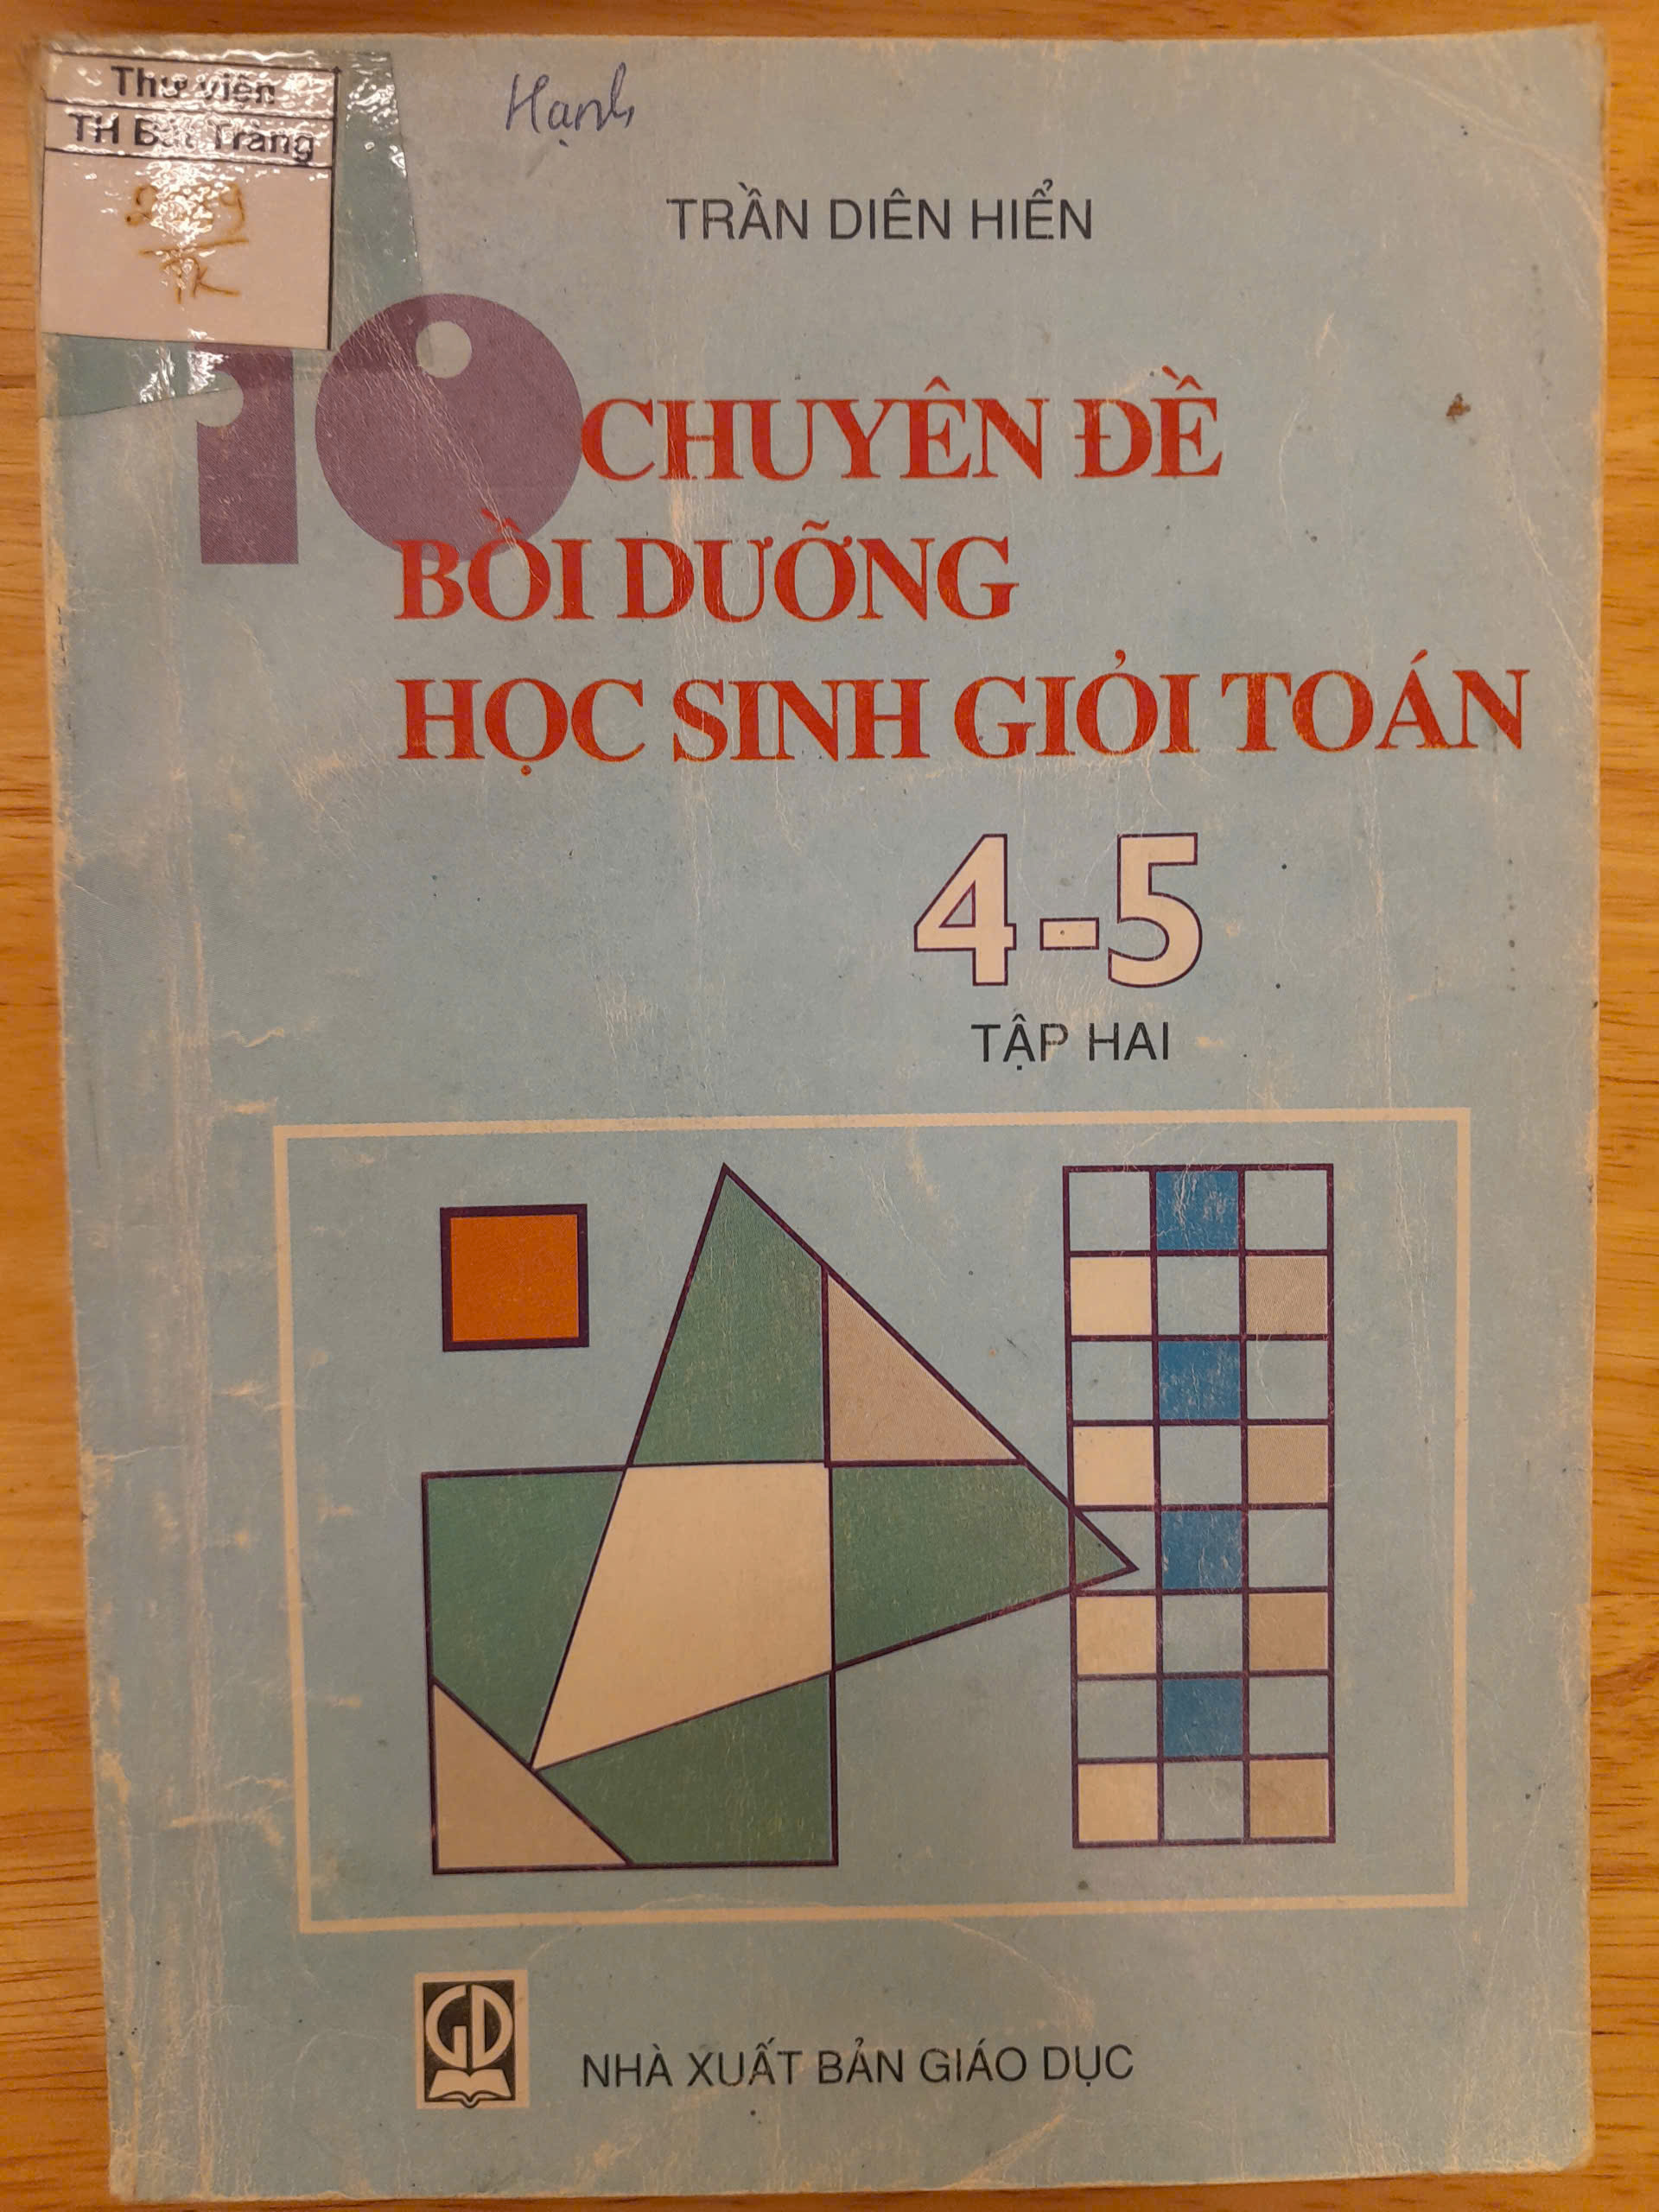 Thư viện
TH Bát Tràng
TK
Hạnh
TRẦN DIÊN HIỂN
10 CHUYÊN ĐỀ
BỒI DƯỠNG
HỌC SINH GIỎI TOÁN
4-5
TẬP HAI
GD
NHÀ XUẤT BẢN GIÁO DỤC